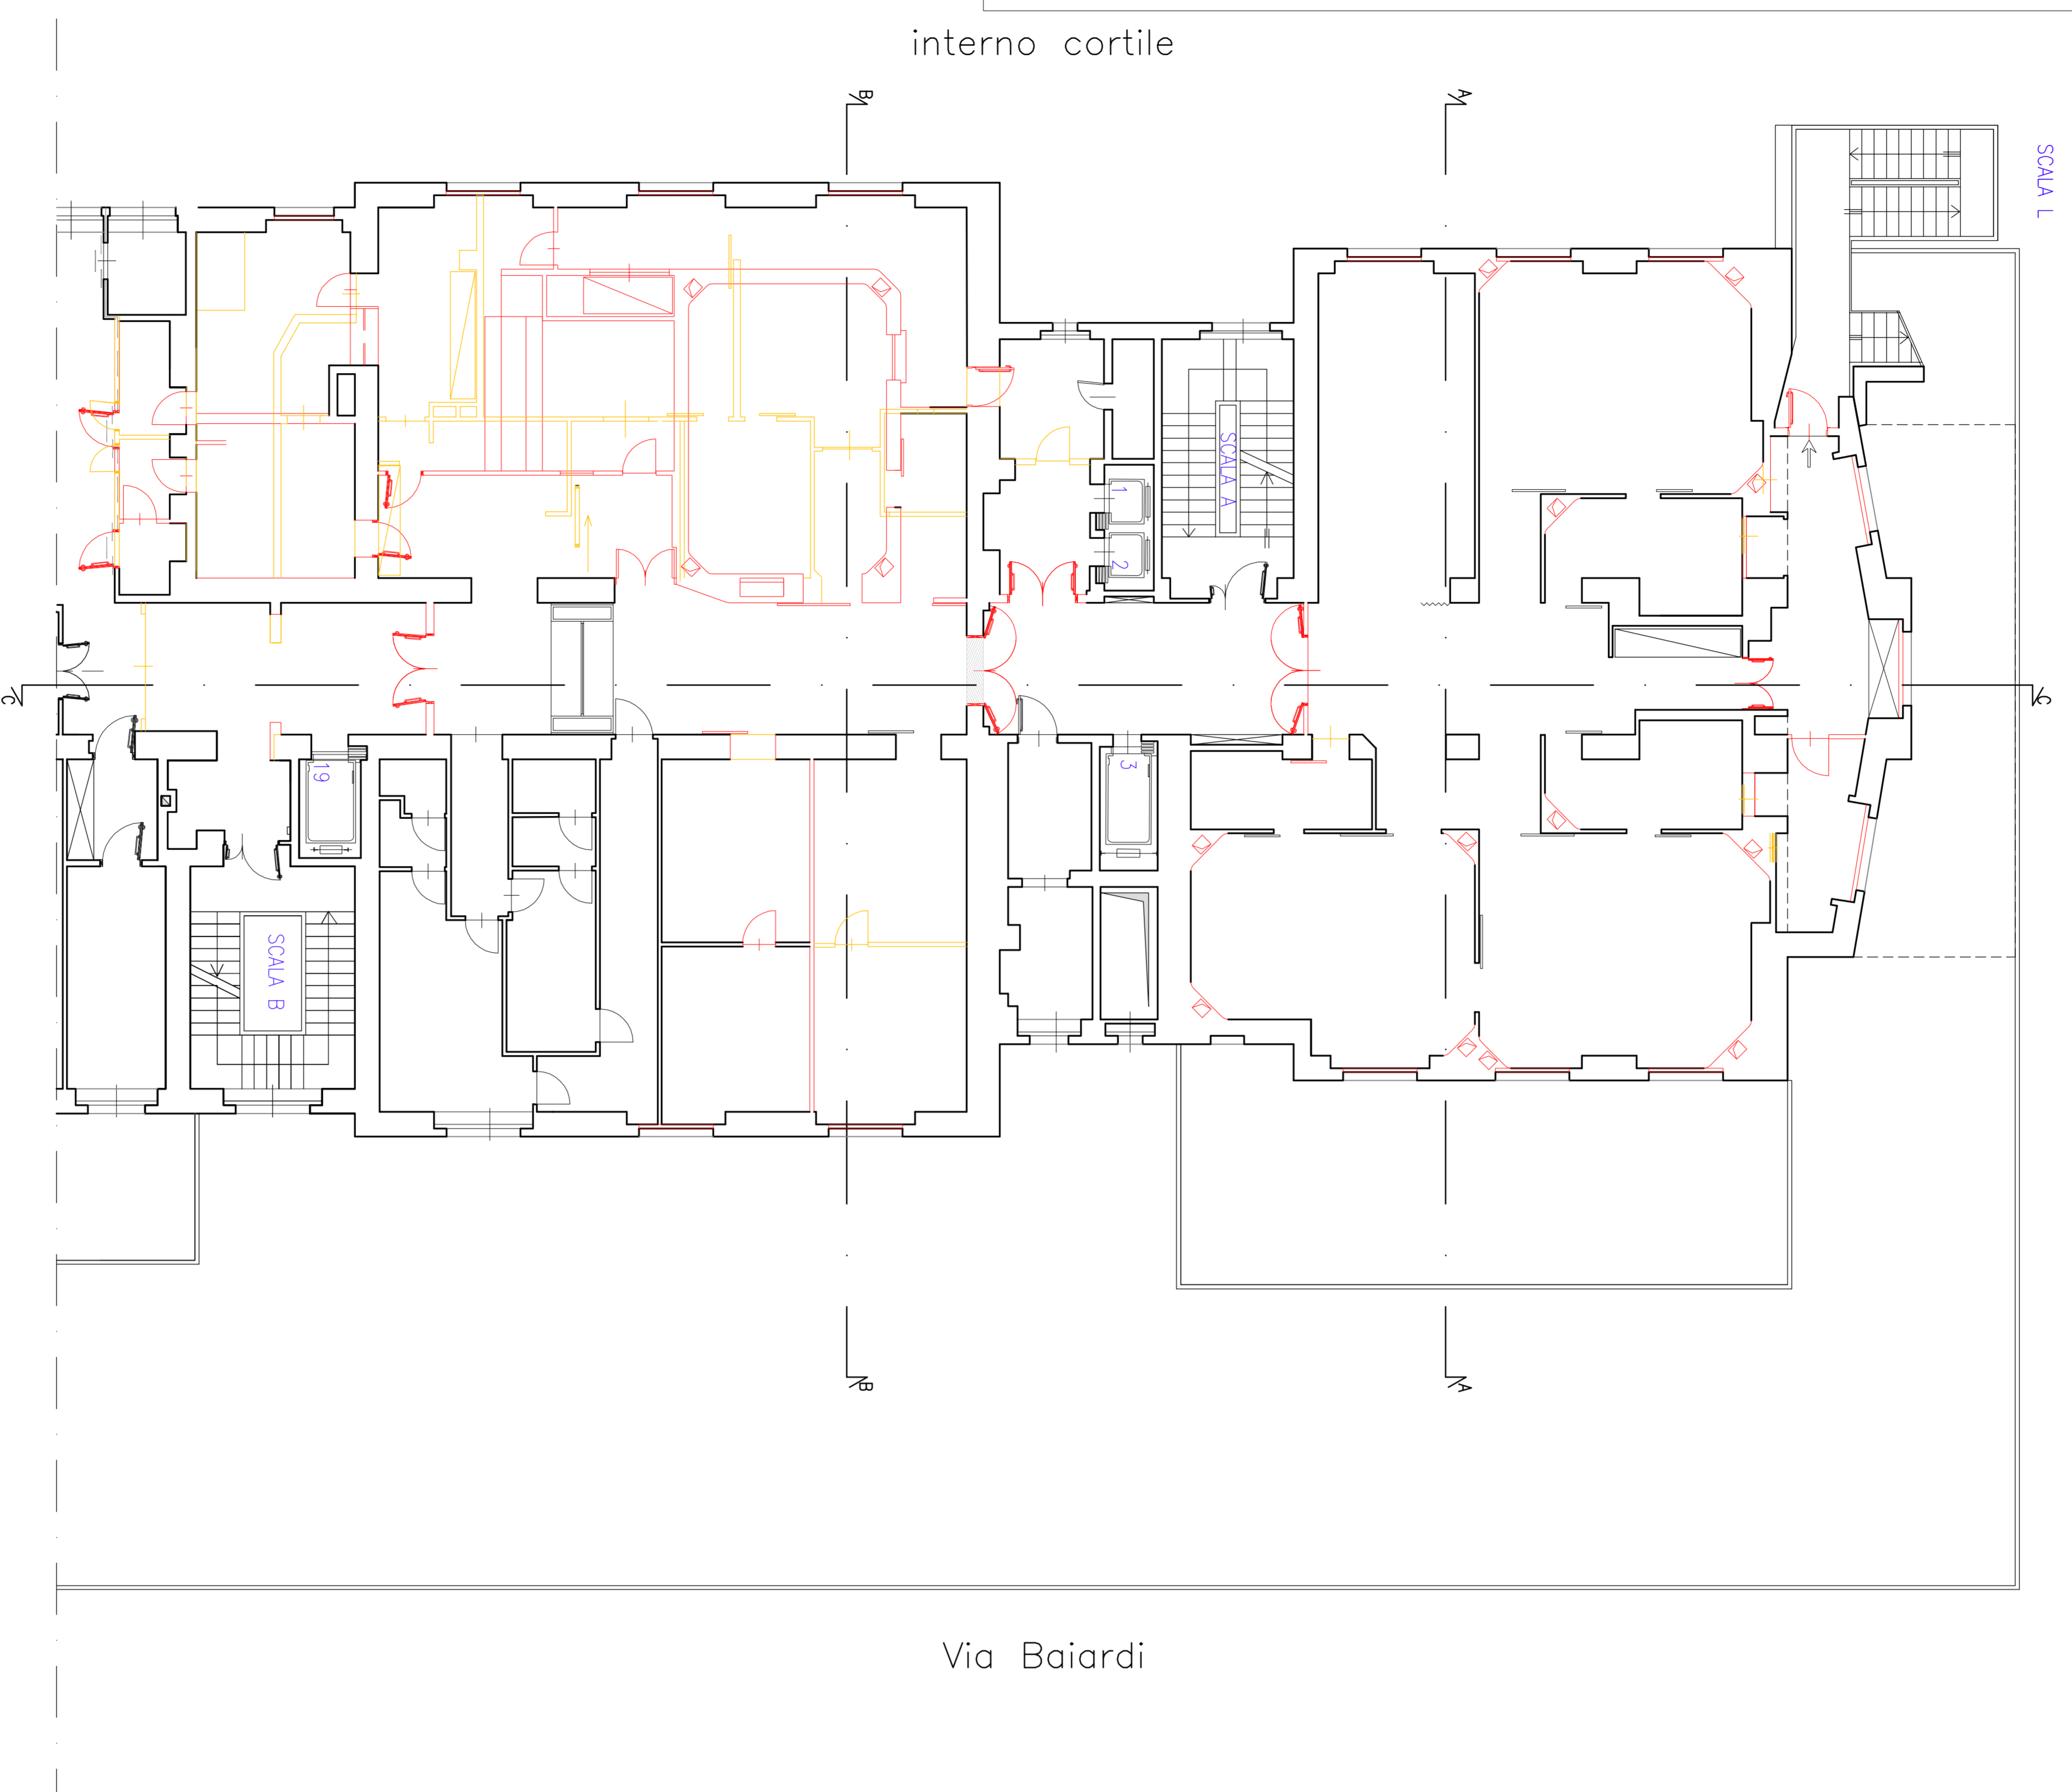 interno cortile
B
A
SCALA L
SCALA A
1
2
C
C
19
3
SCALA B
B
A
Via Baiardi